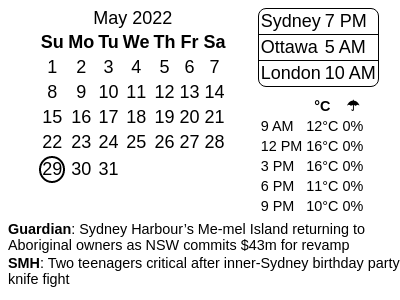 May 2022
Su Mo Tu We Th Fr Sa
1 2 3 4 5 6 7
8 9 10 11 12 13 14
15 16 17 18 19 20 21
22 23 24 25 26 27 28
29 30 31
Sydney 7 PM
Ottawa 5 AM
London 10 AM
°C ☂
9 AM 12°C 0%
12 PM 16°C 0%
3 PM 16°C 0%
6 PM 11°C 0%
9 PM 10°C 0%
Guardian: Sydney Harbour’s Me-mel Island returning to
Aboriginal owners as NSW commits $43m for revamp
SMH: Two teenagers critical after inner-Sydney birthday party
knife fight